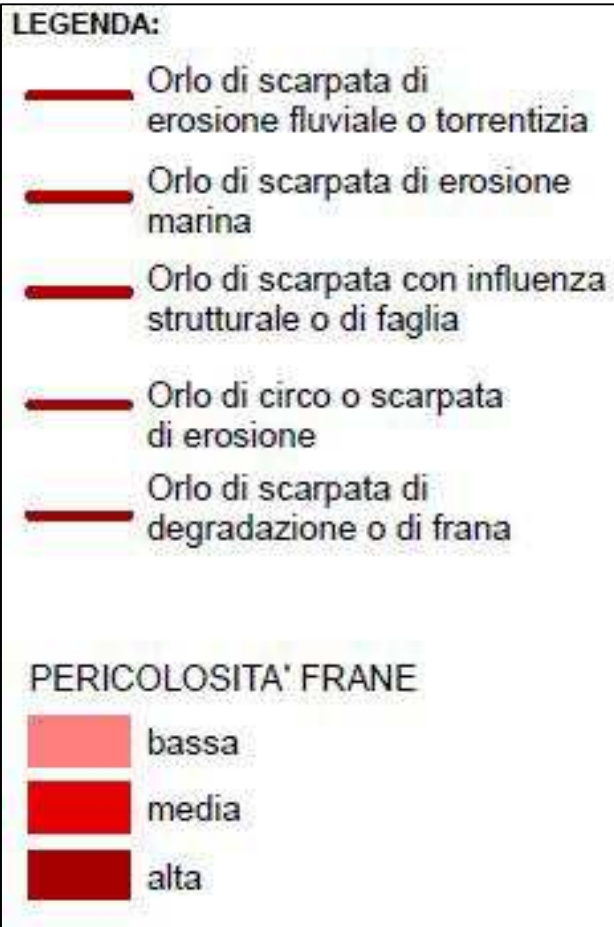 LEGENDA:
Orlo di scarpata di
erosione fluviale o torrentizia
Orlo di scarpata di erosione
marina
Orlo di scarpata con influenza
strutturale o di faglia
Orlo di circo o scarpata
di erosione
Orlo di scarpata di
degradazione o di frana
PERICOLOSITA' FRANE
bassa
media
alta